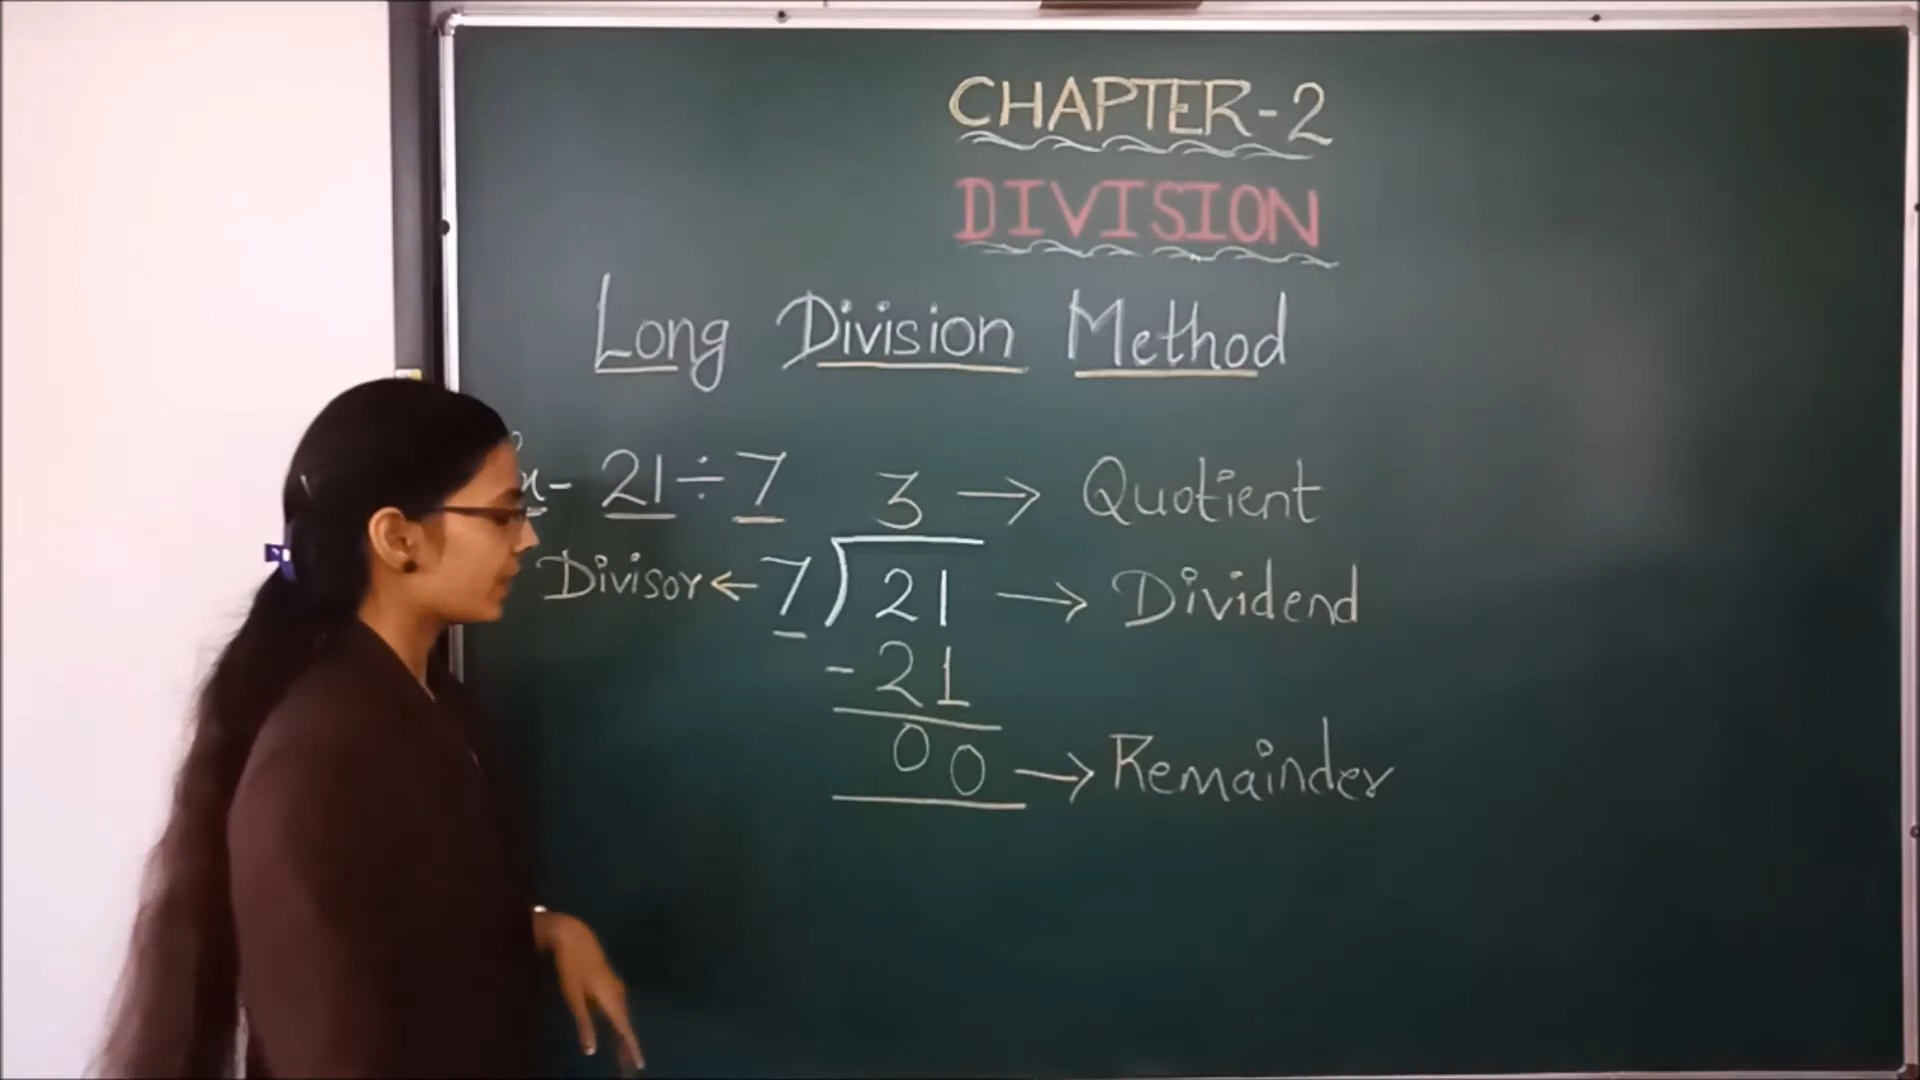 CHAPTER-2
DIVISION
Long Division Method
- 21÷7
3 → Quotient
Divisor ← 7)21 → Dividend
-21
00 → Remainder